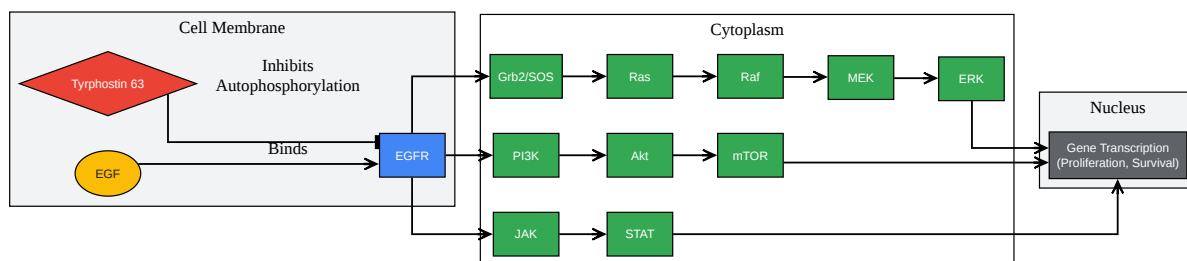 Cell Membrane
Tyrphostin 63
Inhibits
Autophosphorylation
Binds
EGF
EGFR
Cytoplasm
Grb2/SOS
Ras
Raf
MEK
ERK
PI3K
Akt
mTOR
JAK
STAT
Nucleus
Gene Transcription
(Proliferation, Survival)